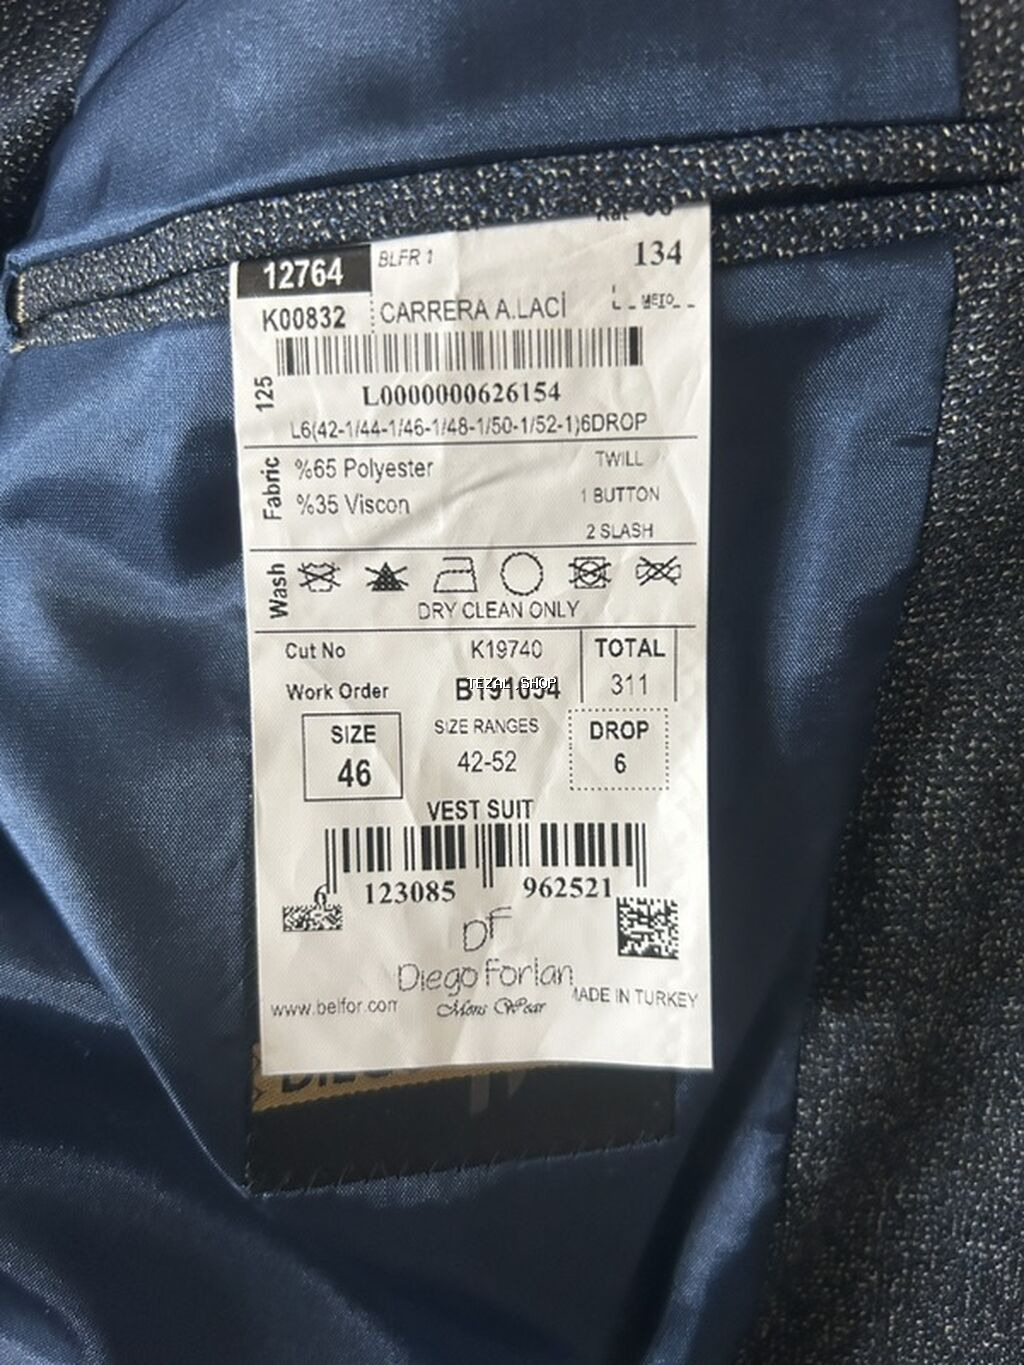 134
12764 BLFR 1
K00832 CARRERA A.LACİ
125
L0000000626154
L6(42-1/44-1/46-1/48-1/50-1/52-1)6DROP
Fabric
%65 Polyester TWILL
%35 Viscon 1 BUTTON
2 SLASH
Wash
DRY CLEAN ONLY
Cut No K19740 TOTAL
Work Order 311
TEZAL.SHOP
SIZE SIZE RANGES DROP
46 42-52 6
VEST SUIT
6 123085 962521
DF
Diego Forlan
www.belfor.com Mens Wear MADE IN TURKEY